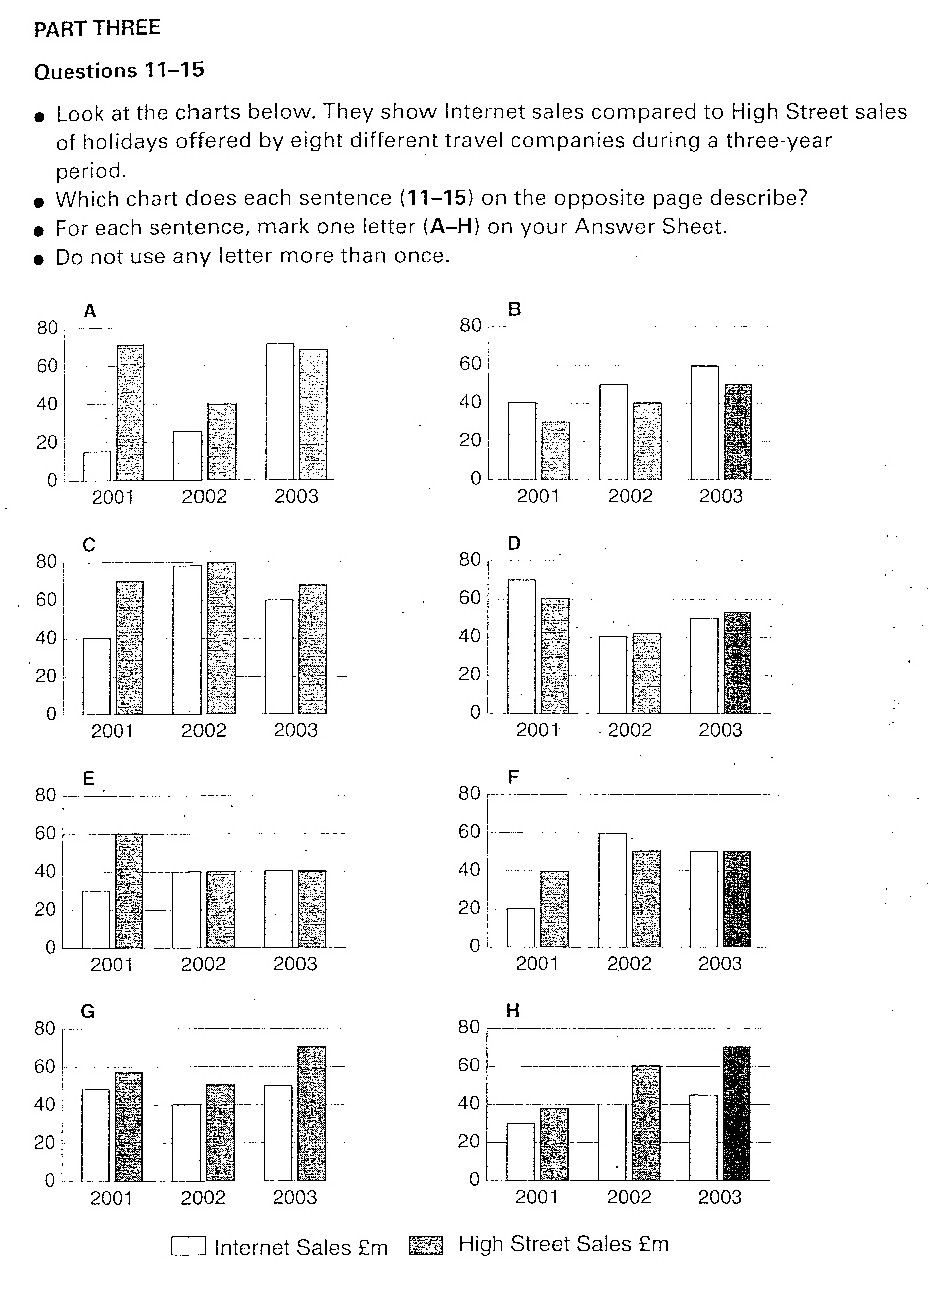 PART THREE
Questions 11–15
● Look at the charts below. They show Internet sales compared to High Street sales
of holidays offered by eight different travel companies during a three-year
period.
● Which chart does each sentence (11–15) on the opposite page describe?
● For each sentence, mark one letter (A–H) on your Answer Sheet.
● Do not use any letter more than once.
A
80
60
40
20
0
2001 2002 2003
B
80
60
40
20
0
2001 2002 2003
C
80
60
40
20
0
2001 2002 2003
D
80
60
40
20
0
2001 2002 2003
E
80
60
40
20
0
2001 2002 2003
F
80
60
40
20
0
2001 2002 2003
G
80
60
40
20
0
2001 2002 2003
H
80
60
40
20
0
2001 2002 2003
Internet Sales £m High Street Sales £m